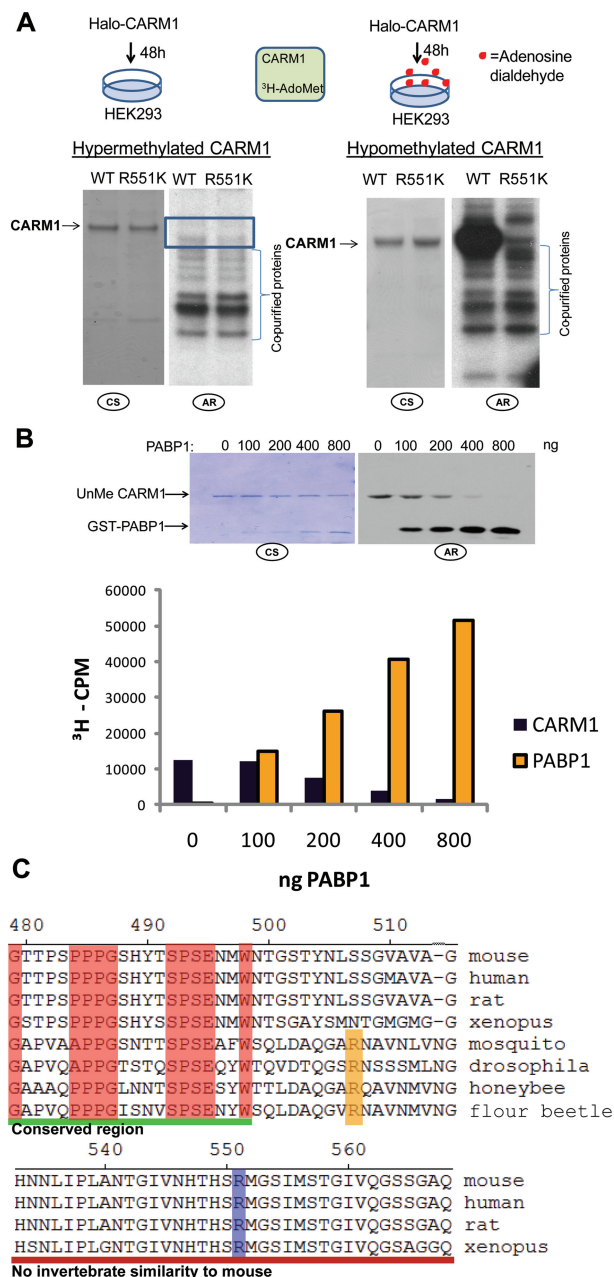 A
Halo-CARM1
48h
HEK293
CARM1
³H-AdoMet
Halo-CARM1
48h
HEK293
=Adenosine
dialdehyde
Hypermethylated CARM1
WT R551K WT R551K
CARM1
Co-purified proteins
CS
AR
Hypomethylated CARM1
WT R551K WT R551K
CARM1
Co-purified proteins
CS
AR
B
PABP1: 0 100 200 400 800 0 100 200 400 800 ng
UnMe CARM1
GST-PABP1
CS
AR
60000
50000
40000
30000
20000
10000
0
³H - CPM
0 100 200 400 800
ng PABP1
CARM1
PABP1
C
480 490 500 510
GTTPSPPPGSHYTSPSENMWNTGSTYNLSSGVAVA-G mouse
GTTPSPPPGSHYTSPSENMWNTGSTYNLSSGMAVA-G human
GTTPSPPPGSHYTSPSENMWNTGSTYNLSSGVAVA-G rat
GSTPSPPPGSHYSSPSENMWNTSGAYSMNTGMGMG-G xenopus
GAPVAAPPGSNTTSPSEAFWSQLDAQGARNAVNLVNG mosquito
GAPVQAPPGTSTQSPSEQYWTQVDTQGSRNSSSMLNG drosophila
GAAAQPPPGLNNTSPSESYWTTLDAQGARQAVNMVNG honeybee
GAPVQPPPGISNVSPSENYWSQLDAQGVRNAVNMVNG flour beetle
Conserved region
540 550 560
HNNLIPLANTGIVNHTHSRMGSIMSTGIVQGSSGAQ mouse
HNNLIPLANTGIVNHTHSRMGSIMSTGIVQGSSGAQ human
HNNLIPLANTGIVNHTHSRMGSIMSTGIVQGSSGAQ rat
HSNLIPLGNTGIVNHTHSRMGSIMSTGIVQGSAGGQ xenopus
No invertebrate similarity to mouse